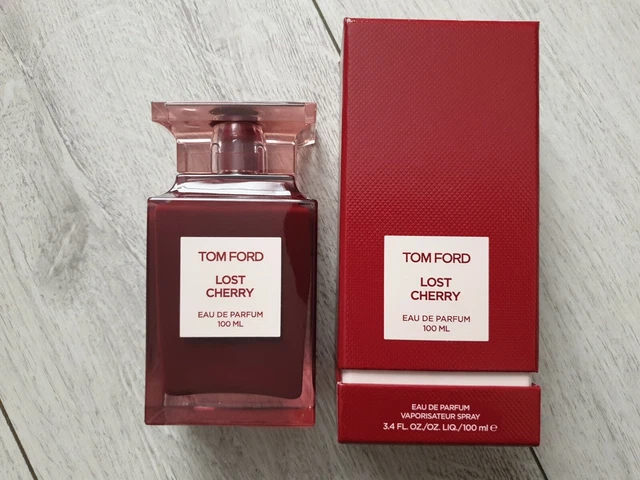 TOM FORD
LOST
CHERRY
EAU DE PARFUM
100 ML
TOM FORD
LOST
CHERRY
EAU DE PARFUM
100 ML
EAU DE PARFUM
VAPORISATEUR SPRAY
3.4 FL. OZ./OZ. LIQ./100 ml ℮